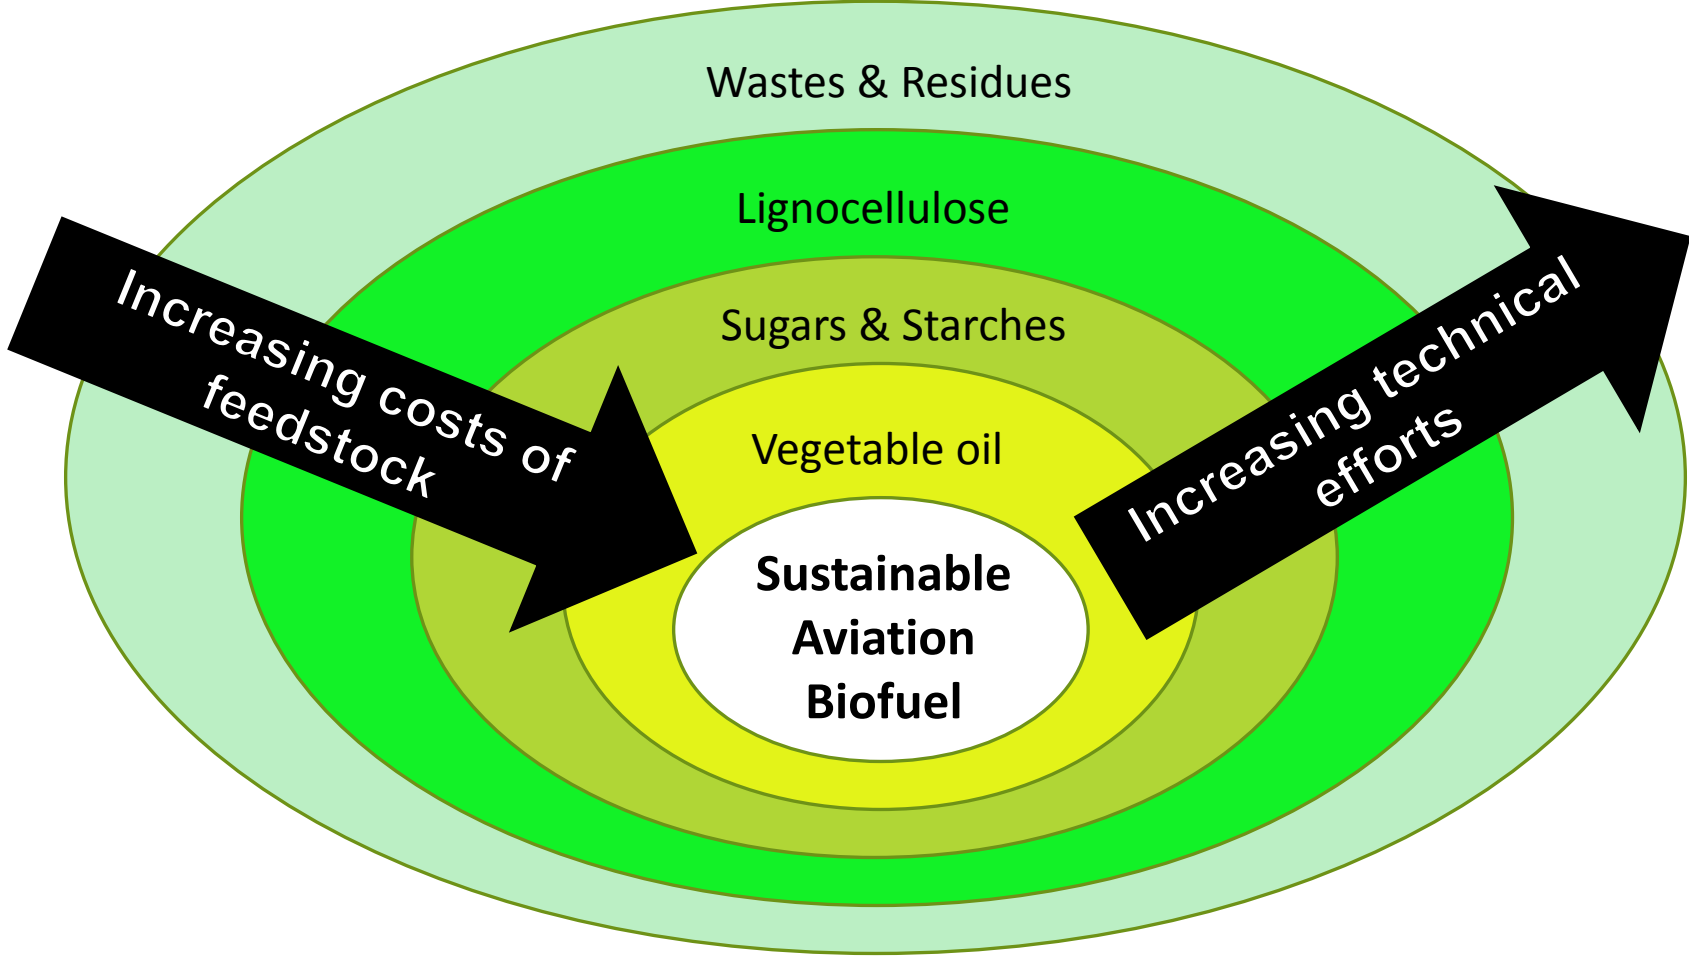 Wastes & Residues
Lignocellulose
Sugars & Starches
Vegetable oil
Sustainable
Aviation
Biofuel
Increasing costs of
feedstock
Increasing technical
efforts